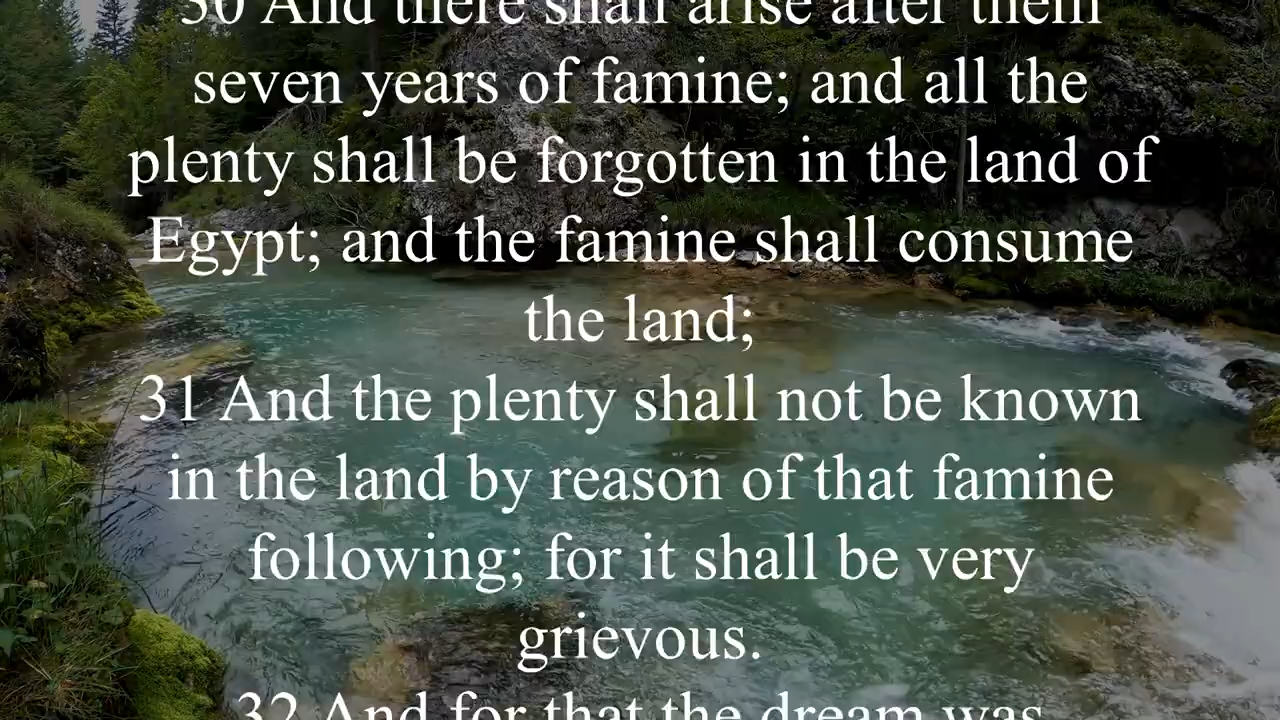 30 And there shall arise after them
seven years of famine; and all the
plenty shall be forgotten in the land of
Egypt; and the famine shall consume
the land;
31 And the plenty shall not be known
in the land by reason of that famine
following; for it shall be very
grievous.
32 And for that the dream was